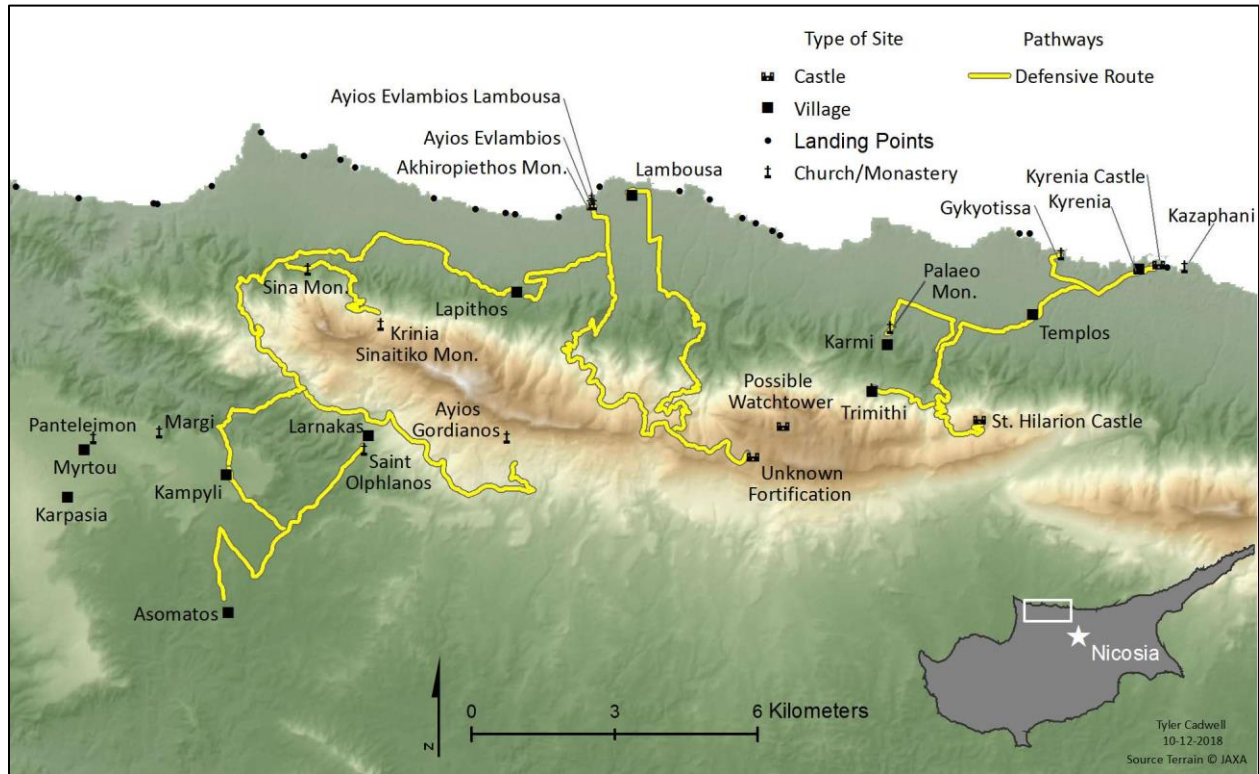 Type of Site
Pathways
Castle
Defensive Route
Village
Landing Points
Church/Monastery
Ayios Evlambios Lambousa
Ayios Evlambios
Akhiropiethos Mon.
Lambousa
Kyrenia Castle
Kyrenia
Gykyotissa
Kazaphani
Sina Mon.
Lapithos
Palaeo
Mon.
Krinia
Sinaitiko Mon.
Karmi
Templos
Possible
Watchtower
Trimithi
St. Hilarion Castle
Panteleimon
Margi
Larnakas
Ayios
Gordianos
Myrtou
Saint
Olphlanos
Kampyli
Unknown
Fortification
Karpasia
Asomatos
Nicosia
N
0 3 6 Kilometers
Tyler Cadwell
10-12-2018
Source Terrain © JAXA